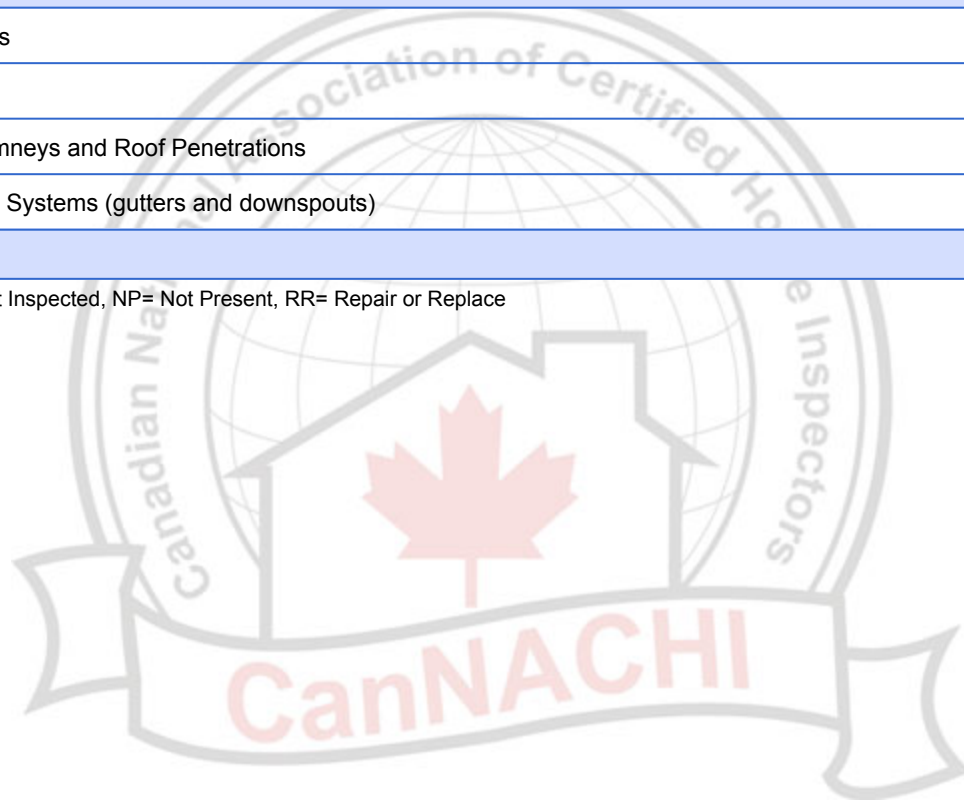 s
mneys and Roof Penetrations
Systems (gutters and downspouts)
t Inspected, NP= Not Present, RR= Repair or Replace
Canadian National Association of Certified Home Inspectors
CanNACHI